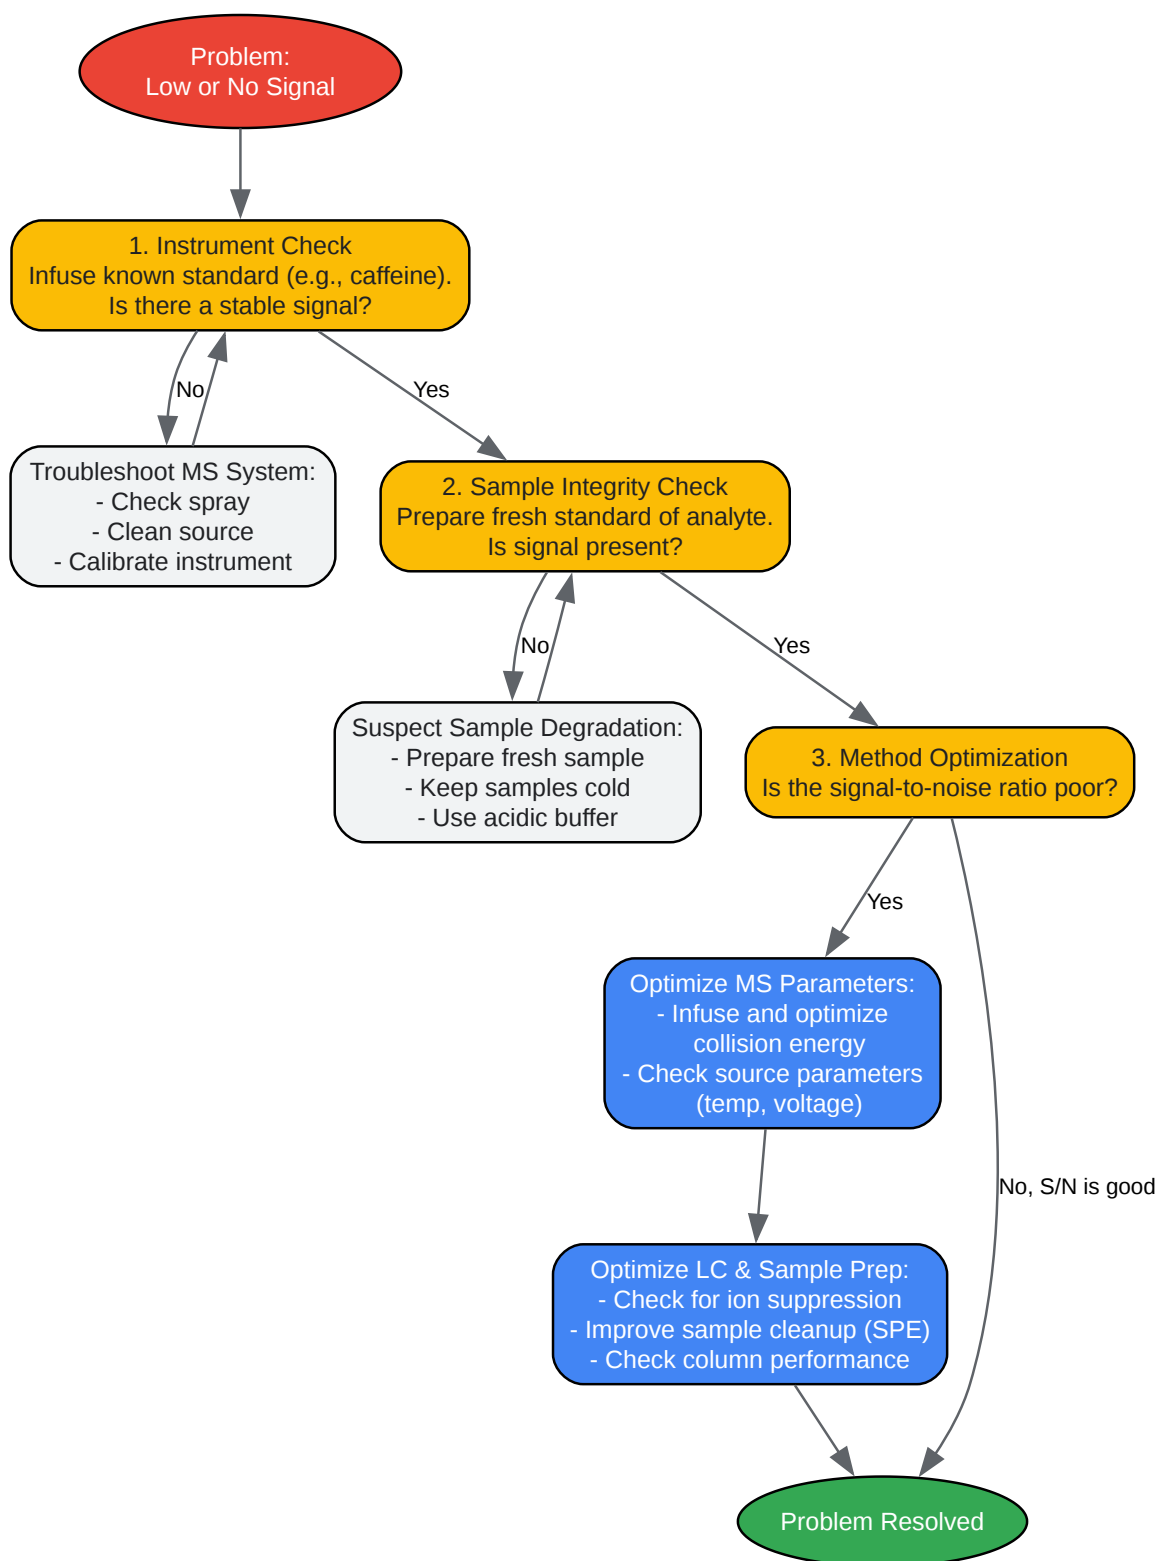 Problem:
Low or No Signal
1. Instrument Check
Infuse known standard (e.g., caffeine).
Is there a stable signal?
No
Yes
Troubleshoot MS System:
- Check spray
- Clean source
- Calibrate instrument
2. Sample Integrity Check
Prepare fresh standard of analyte.
Is signal present?
No
Yes
Suspect Sample Degradation:
- Prepare fresh sample
- Keep samples cold
- Use acidic buffer
3. Method Optimization
Is the signal-to-noise ratio poor?
Yes
Optimize MS Parameters:
- Infuse and optimize
collision energy
- Check source parameters
(temp, voltage)
No, S/N is good
Optimize LC & Sample Prep:
- Check for ion suppression
- Improve sample cleanup (SPE)
- Check column performance
Problem Resolved